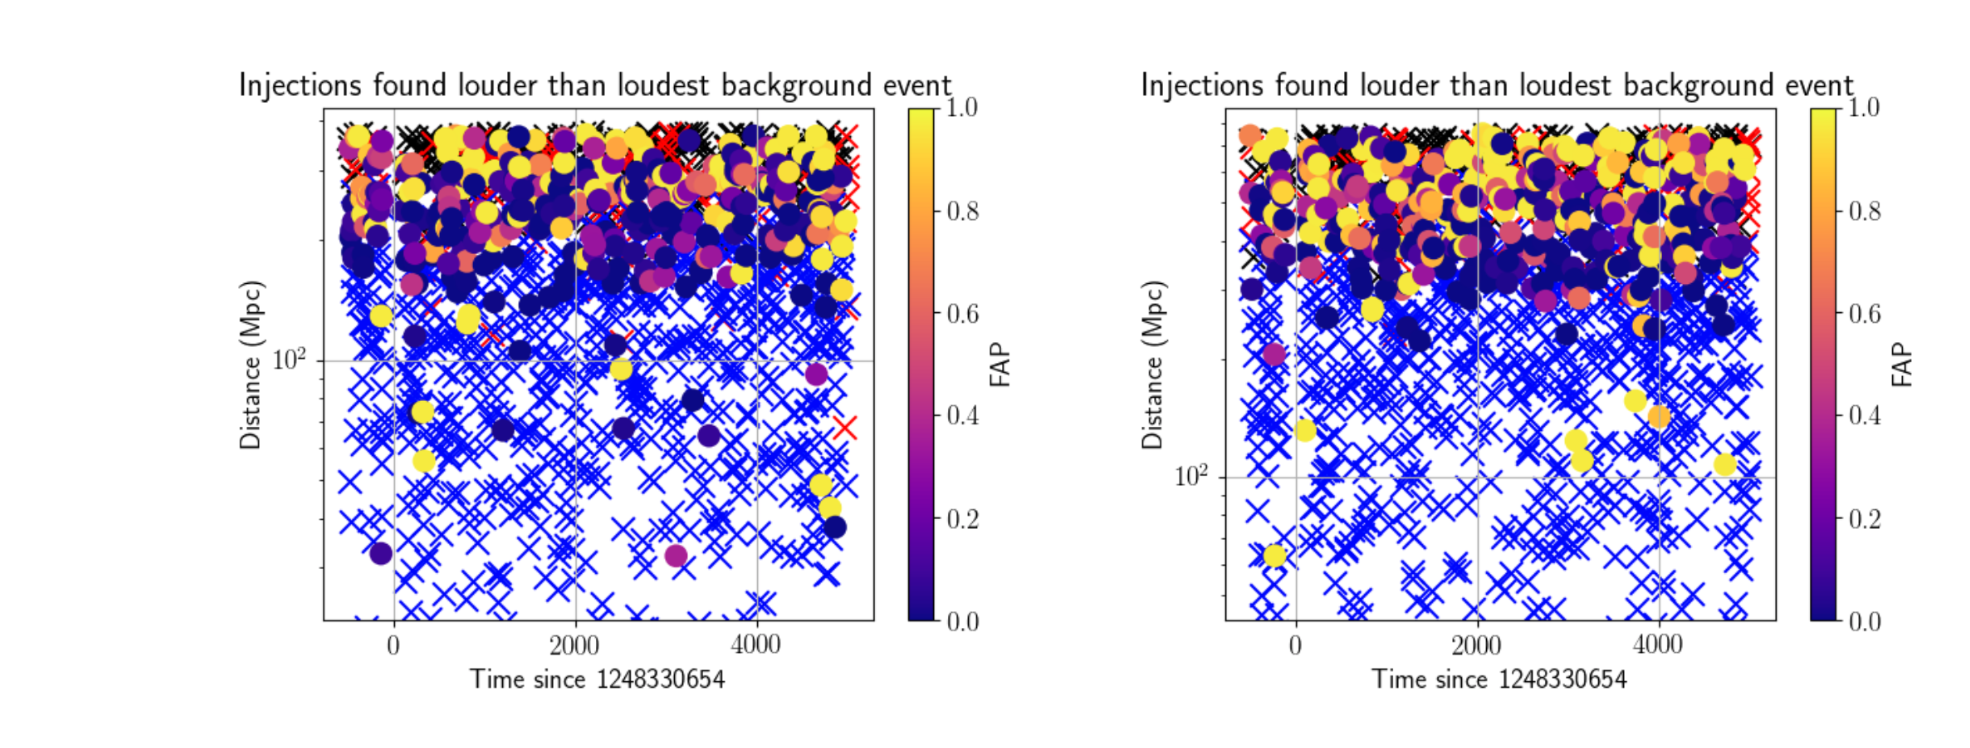 Injections found louder than loudest background event
1.0
0.8
0.6
0.4
0.2
0.0
FAP
Distance (Mpc)
10²
0 2000 4000
Time since 1248330654
Injections found louder than loudest background event
1.0
0.8
0.6
0.4
0.2
0.0
FAP
Distance (Mpc)
10²
0 2000 4000
Time since 1248330654